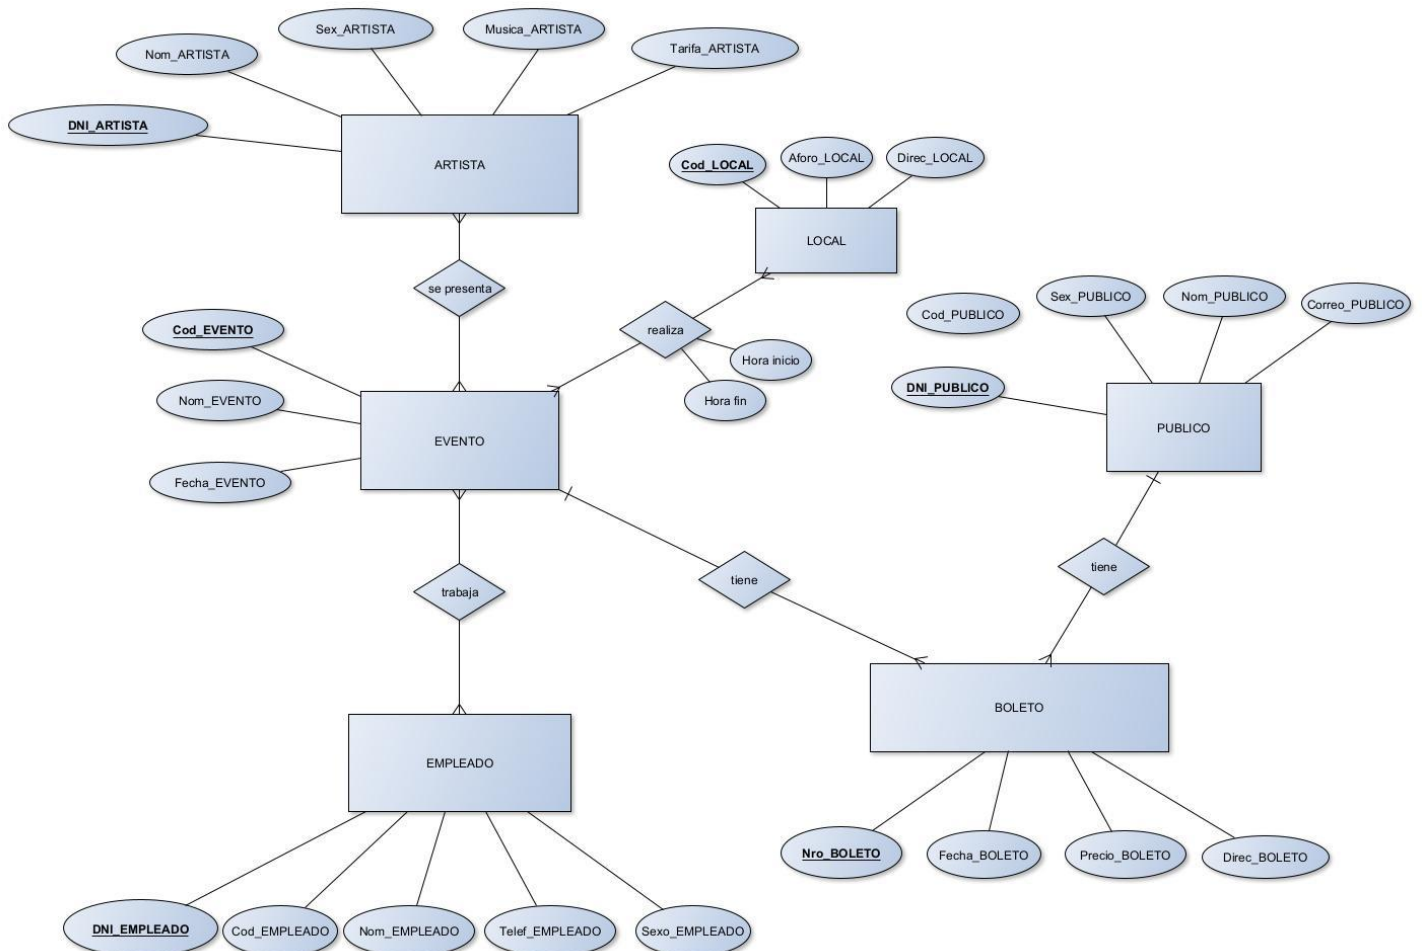 Sex_ARTISTA
Musica_ARTISTA
Nom_ARTISTA
Tarifa_ARTISTA
DNI_ARTISTA
ARTISTA
Cod_LOCAL
Aforo_LOCAL
Direc_LOCAL
LOCAL
se presenta
Cod_EVENTO
realiza
Hora inicio
Hora fin
Nom_EVENTO
EVENTO
Fecha_EVENTO
Cod_PUBLICO
Sex_PUBLICO
Nom_PUBLICO
Correo_PUBLICO
DNI_PUBLICO
PUBLICO
trabaja
tiene
tiene
BOLETO
EMPLEADO
Nro_BOLETO
Fecha_BOLETO
Precio_BOLETO
Direc_BOLETO
DNI_EMPLEADO
Cod_EMPLEADO
Nom_EMPLEADO
Telef_EMPLEADO
Sexo_EMPLEADO